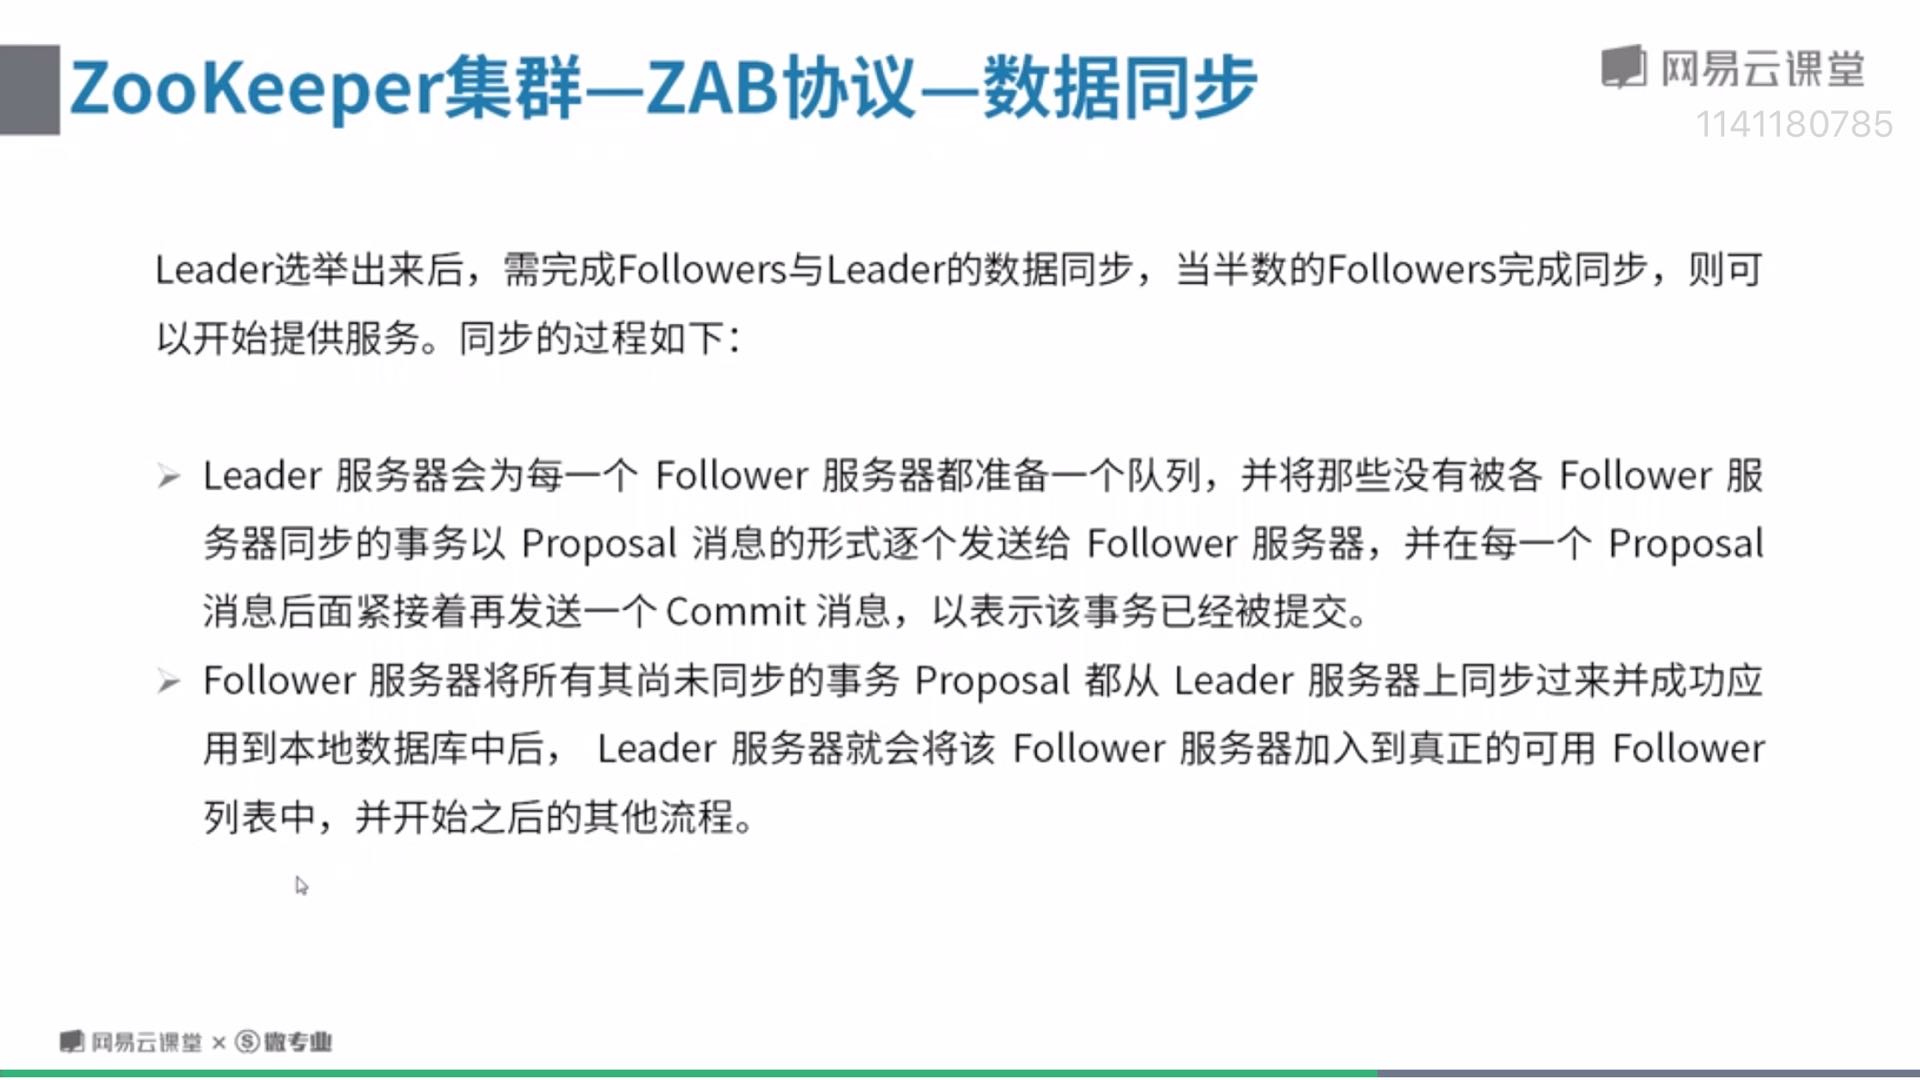 ZooKeeper集群—ZAB协议—数据同步
网易云课堂
1141180785
Leader选举出来后，需完成Followers与Leader的数据同步，当半数的Followers完成同步，则可
以开始提供服务。同步的过程如下：
Leader 服务器会为每一个 Follower 服务器都准备一个队列，并将那些没有被各 Follower 服
务器同步的事务以 Proposal 消息的形式逐个发送给 Follower 服务器，并在每一个 Proposal
消息后面紧接着再发送一个 Commit 消息，以表示该事务已经被提交。
Follower 服务器将所有其尚未同步的事务 Proposal 都从 Leader 服务器上同步过来并成功应
用到本地数据库中后， Leader 服务器就会将该 Follower 服务器加入到真正的可用 Follower
列表中，并开始之后的其他流程。
网易云课堂 × Ⓢ微专业